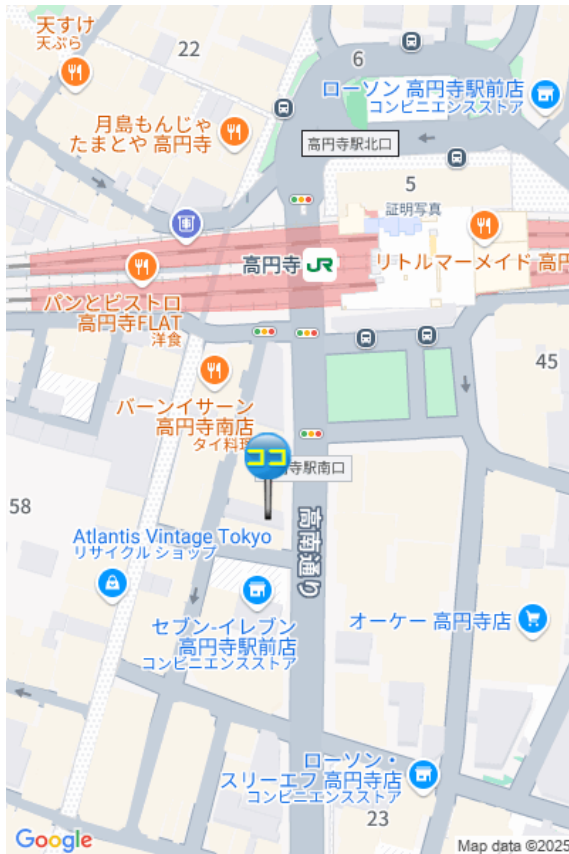 天すけ
天ぷら
22
6
ローソン 高円寺駅前店
コンビニエンスストア
月島もんじゃ
たまとや 高円寺
高円寺駅北口
5
証明写真
高円寺 JR
リトルマーメイド 高円
パンとビストロ
高円寺FLAT
洋食
45
バーンイサーン
高円寺南店
タイ料理
ココ
円寺駅南口
58
高南通り
Atlantis Vintage Tokyo
リサイクル ショップ
セブン-イレブン
高円寺駅前店
コンビニエンスストア
オーケー 高円寺店
ローソン・
スリーエフ 高円寺店
コンビニエンスストア
23
Google
Map data ©2025